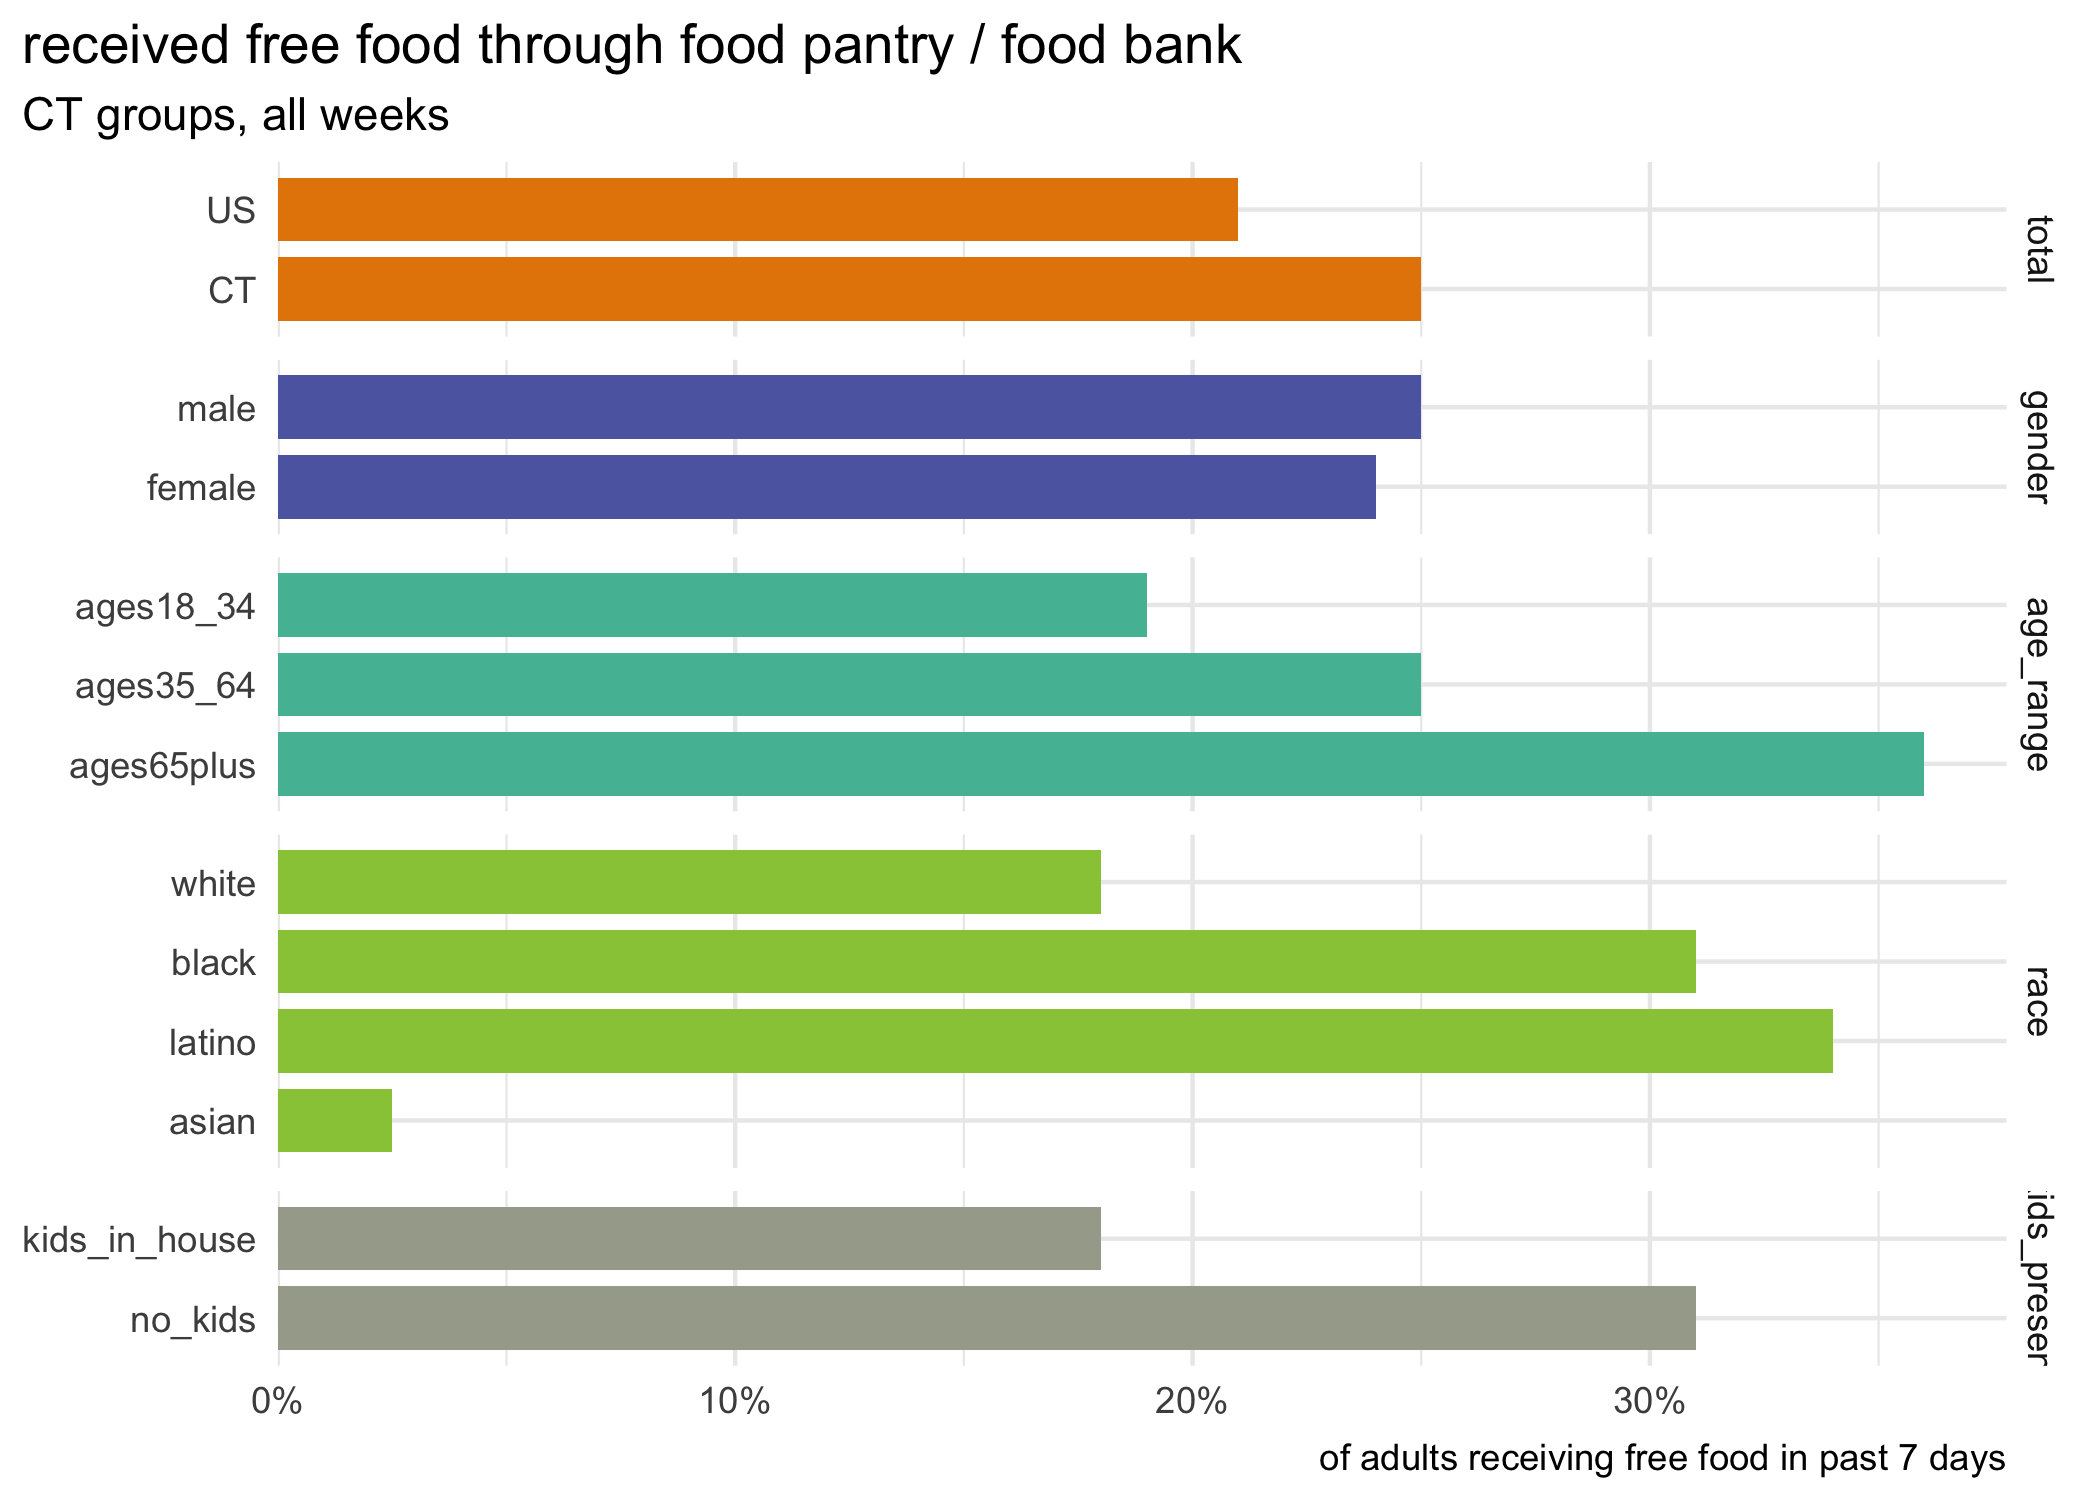 received free food through food pantry / food bank
CT groups, all weeks
US
CT
total
male
female
gender
ages18_34
ages35_64
ages65plus
age_range
white
black
latino
asian
race
kids_in_house
no_kids
ids_preser
0% 10% 20% 30%
of adults receiving free food in past 7 days